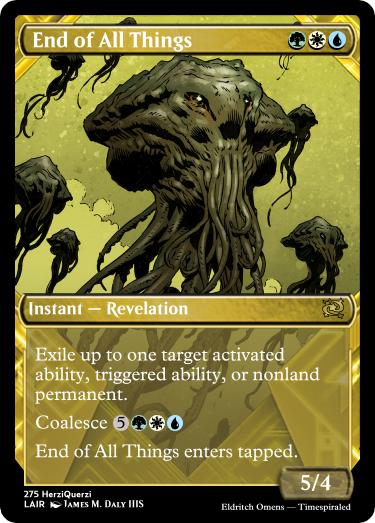 End of All Things
Instant — Revelation
Exile up to one target activated
ability, triggered ability, or nonland
permanent.
Coalesce 5
End of All Things enters tapped.
5/4
275 HerziQuerzi
LAIR James M. Daly IIIS
Eldritch Omens — Timespiraled